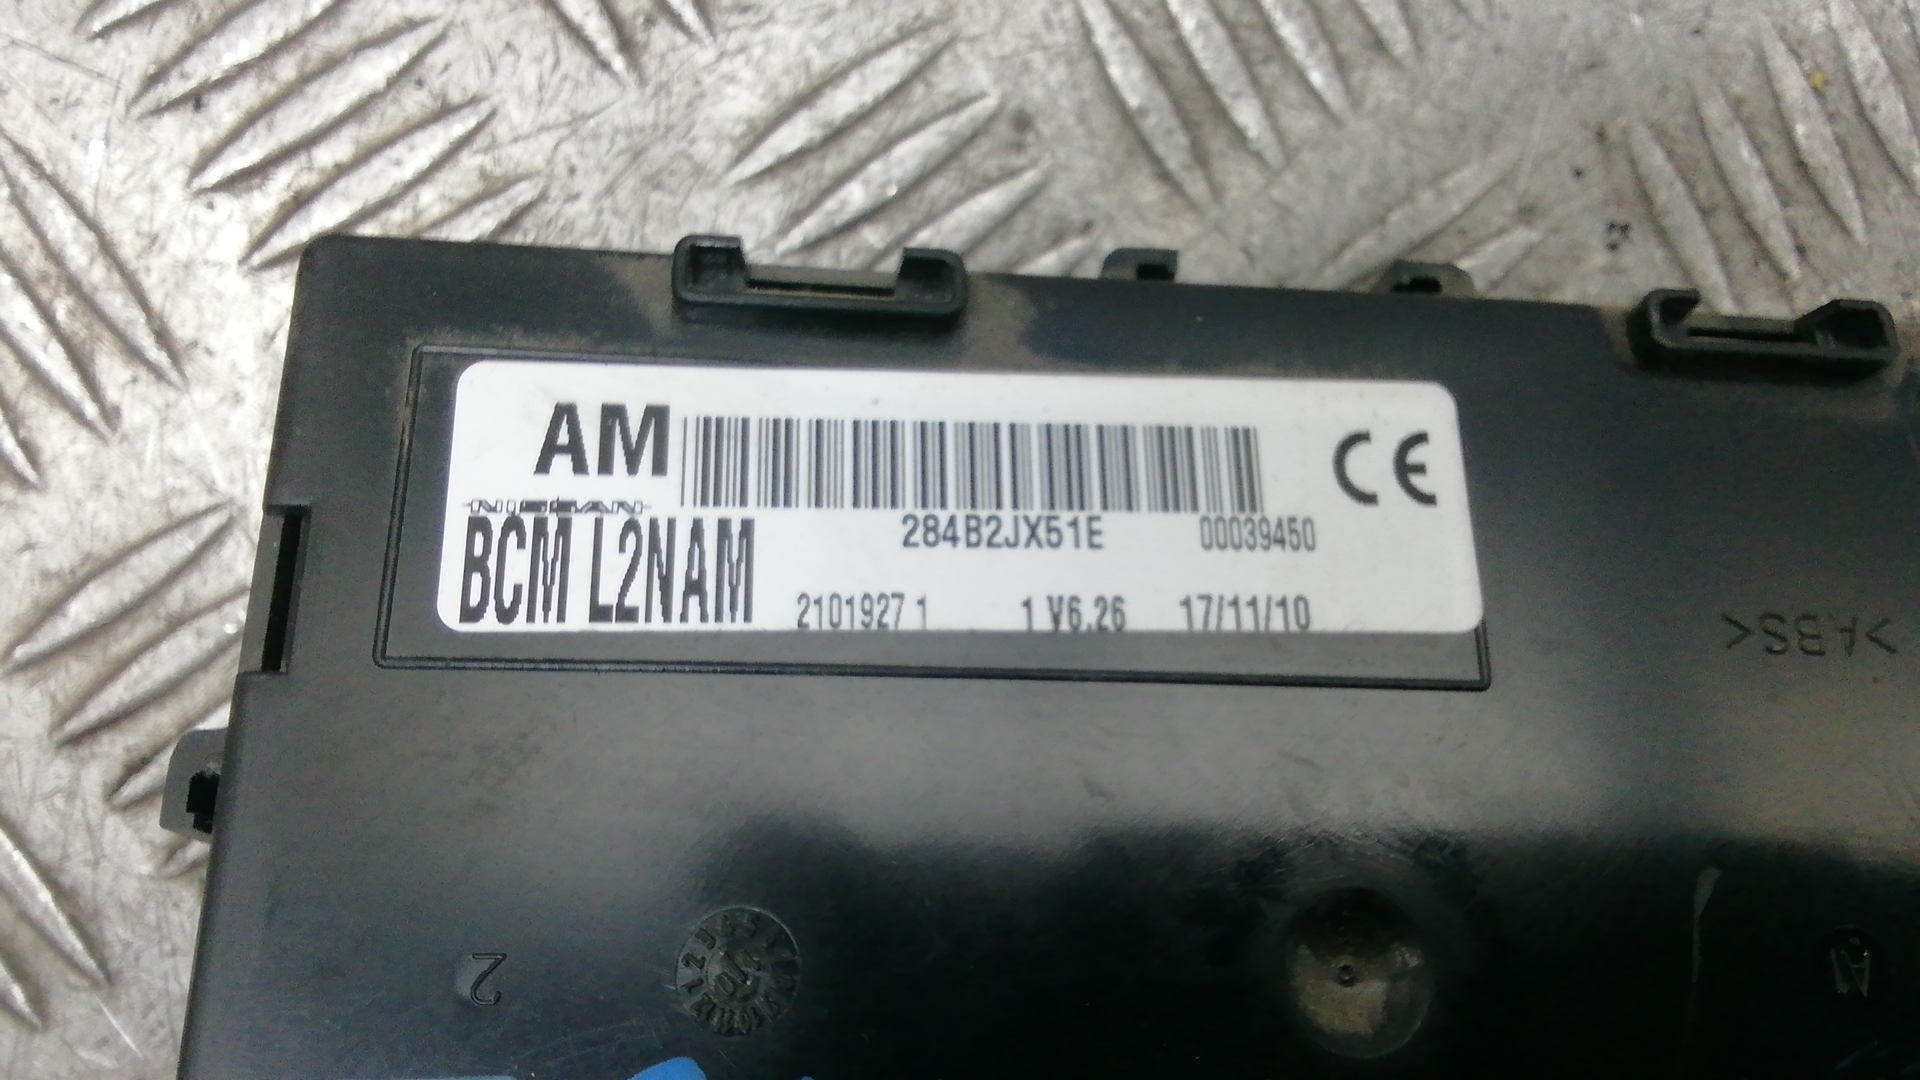 AM
CE
NISSAN
284B2JX51E 00039450
BCM L2NAM
2101927 1 1 V6.26 17/11/10
>ABS<
2